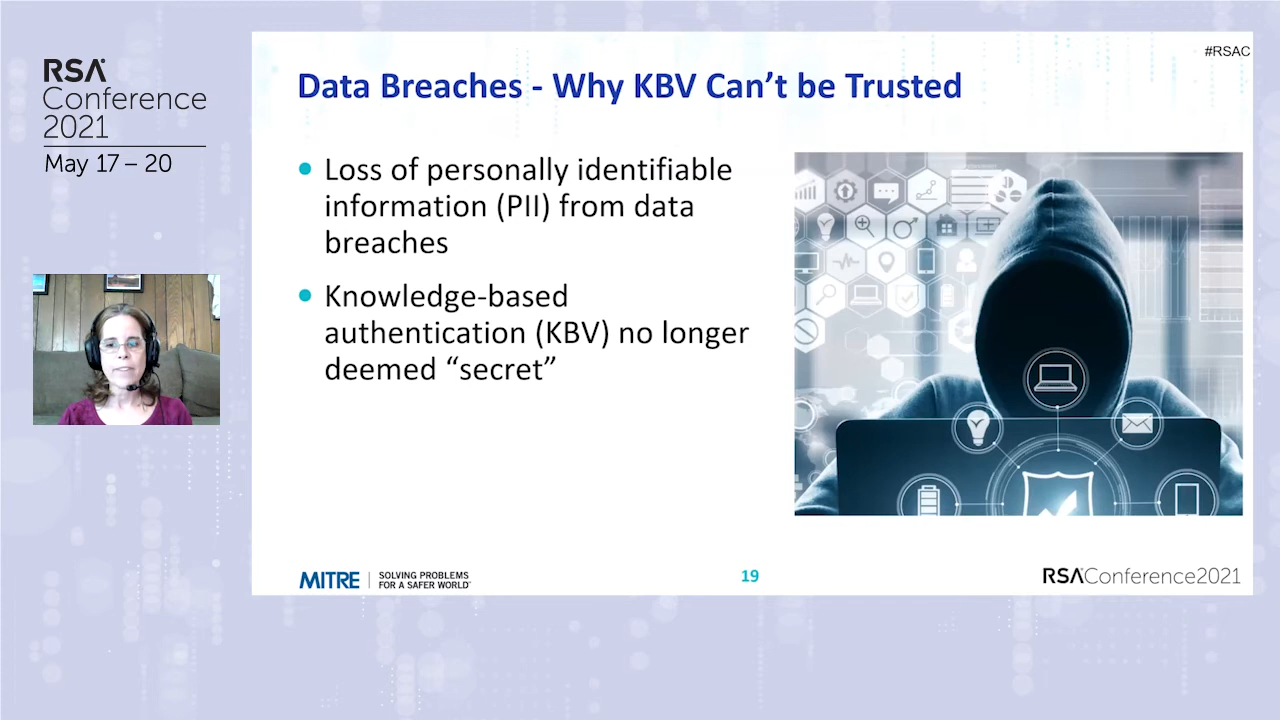 RSA
Conference
2021
May 17 – 20
#RSAC
Data Breaches - Why KBV Can’t be Trusted
• Loss of personally identifiable
information (PII) from data
breaches
• Knowledge-based
authentication (KBV) no longer
deemed “secret”
MITRE | SOLVING PROBLEMS
FOR A SAFER WORLD™
19
RSAConference2021